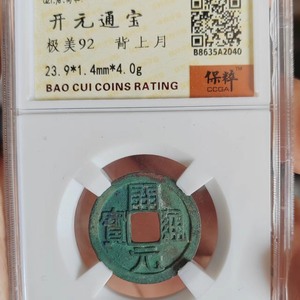 开元通宝
极美92 背上月
23.9*1.4mm*4.0g
BAO CUI COINS RATING
B8635A2040
保粹
CCGA
開元通寶